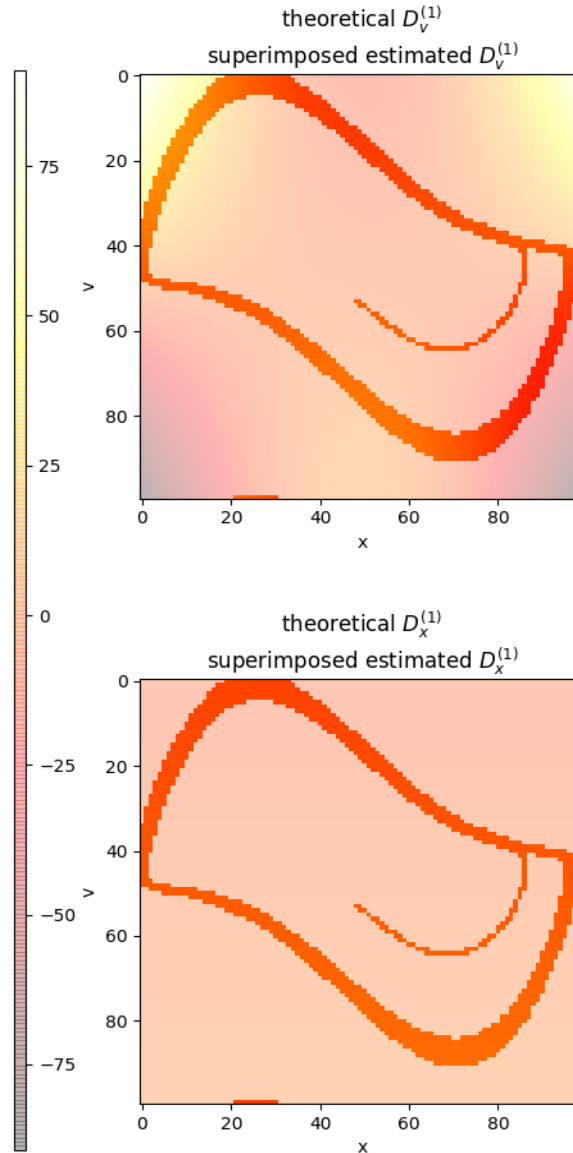 theoretical $D_v^{(1)}$
superimposed estimated $D_v^{(1)}$
75
50
25
0
−25
−50
−75
0
20
40
60
80
v
0 20 40 60 80
x
theoretical $D_x^{(1)}$
superimposed estimated $D_x^{(1)}$
0
20
40
60
80
v
0 20 40 60 80
x